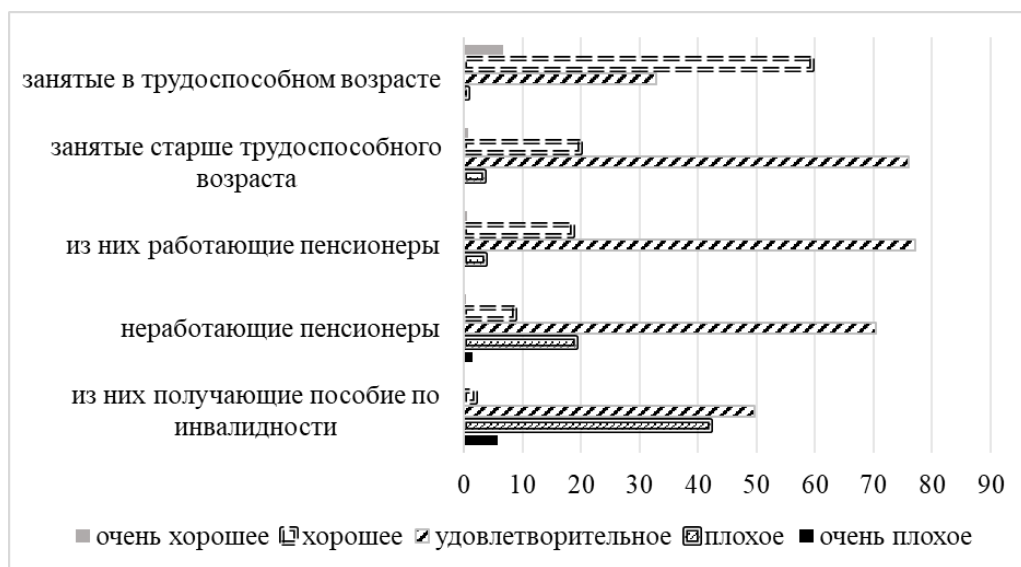 занятые в трудоспособном возрасте
занятые старше трудоспособного
возраста
из них работающие пенсионеры
неработающие пенсионеры
из них получающие пособие по
инвалидности
0 10 20 30 40 50 60 70 80 90
очень хорошее хорошее удовлетворительное плохое очень плохое